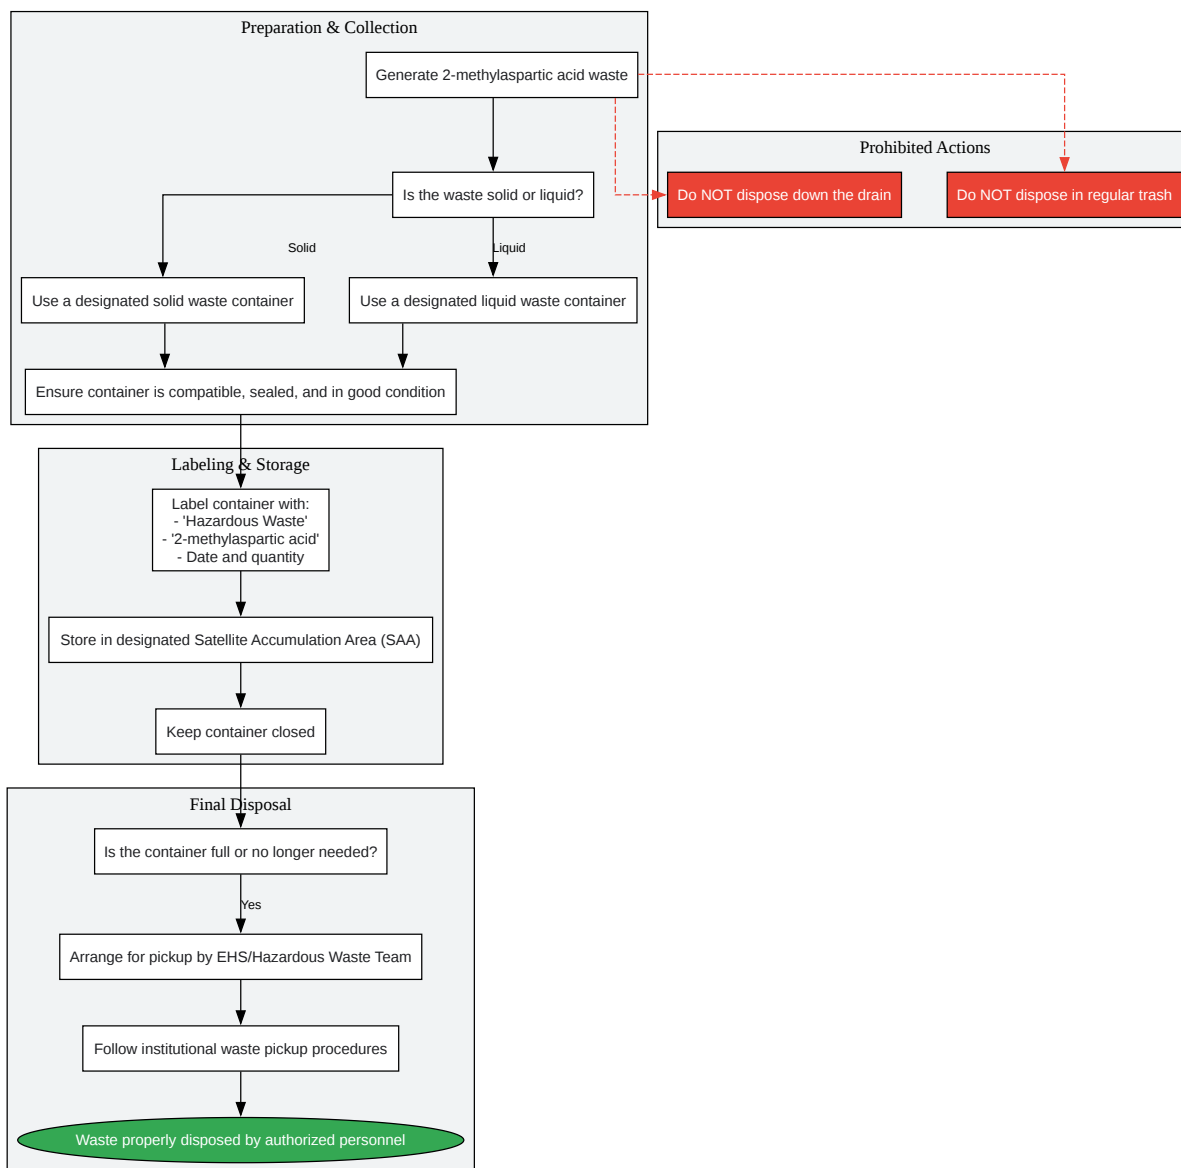 Preparation & Collection
Generate 2-methylaspartic acid waste
Prohibited Actions
Do NOT dispose down the drain
Do NOT dispose in regular trash
Is the waste solid or liquid?
Solid
Liquid
Use a designated solid waste container
Use a designated liquid waste container
Ensure container is compatible, sealed, and in good condition
Labeling & Storage
Label container with:
- 'Hazardous Waste'
- '2-methylaspartic acid'
- Date and quantity
Store in designated Satellite Accumulation Area (SAA)
Keep container closed
Final Disposal
Is the container full or no longer needed?
Yes
Arrange for pickup by EHS/Hazardous Waste Team
Follow institutional waste pickup procedures
Waste properly disposed by authorized personnel